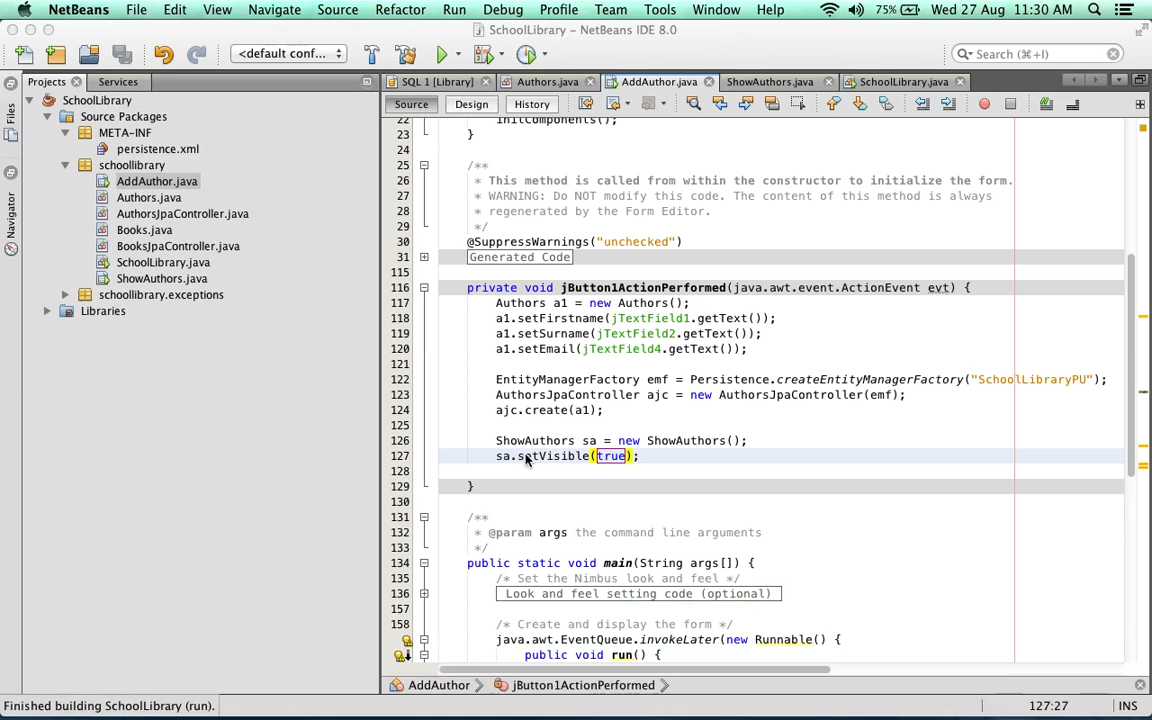 NetBeans File Edit View Navigate Source Refactor Run Debug Profile Team Tools Window Help 75% Wed 27 Aug 11:30 AM
SchoolLibrary – NetBeans IDE 8.0
<default conf... Search (⌘+I)
Projects Services SQL 1 [Library] Authors.java AddAuthor.java ShowAuthors.java SchoolLibrary.java
Source Design History
Files
Navigator
SchoolLibrary
Source Packages
META-INF
persistence.xml
schoollibrary
AddAuthor.java
Authors.java
AuthorsJpaController.java
Books.java
BooksJpaController.java
SchoolLibrary.java
ShowAuthors.java
schoollibrary.exceptions
Libraries
22 initComponents();
23 }
24
25 /**
26 * This method is called from within the constructor to initialize the form.
27 * WARNING: Do NOT modify this code. The content of this method is always
28 * regenerated by the Form Editor.
29 */
30 @SuppressWarnings("unchecked")
31 Generated Code
115
116 private void jButton1ActionPerformed(java.awt.event.ActionEvent evt) {
117 Authors a1 = new Authors();
118 a1.setFirstname(jTextField1.getText());
119 a1.setSurname(jTextField2.getText());
120 a1.setEmail(jTextField4.getText());
121
122 EntityManagerFactory emf = Persistence.createEntityManagerFactory("SchoolLibraryPU");
123 AuthorsJpaController ajc = new AuthorsJpaController(emf);
124 ajc.create(a1);
125
126 ShowAuthors sa = new ShowAuthors();
127 sa.setVisible(true);
128
129 }
130
131 /**
132 * @param args the command line arguments
133 */
134 public static void main(String args[]) {
135 /* Set the Nimbus look and feel */
136 Look and feel setting code (optional)
157
158 /* Create and display the form */
java.awt.EventQueue.invokeLater(new Runnable() {
public void run() {
AddAuthor jButton1ActionPerformed
Finished building SchoolLibrary (run). 127:27 INS